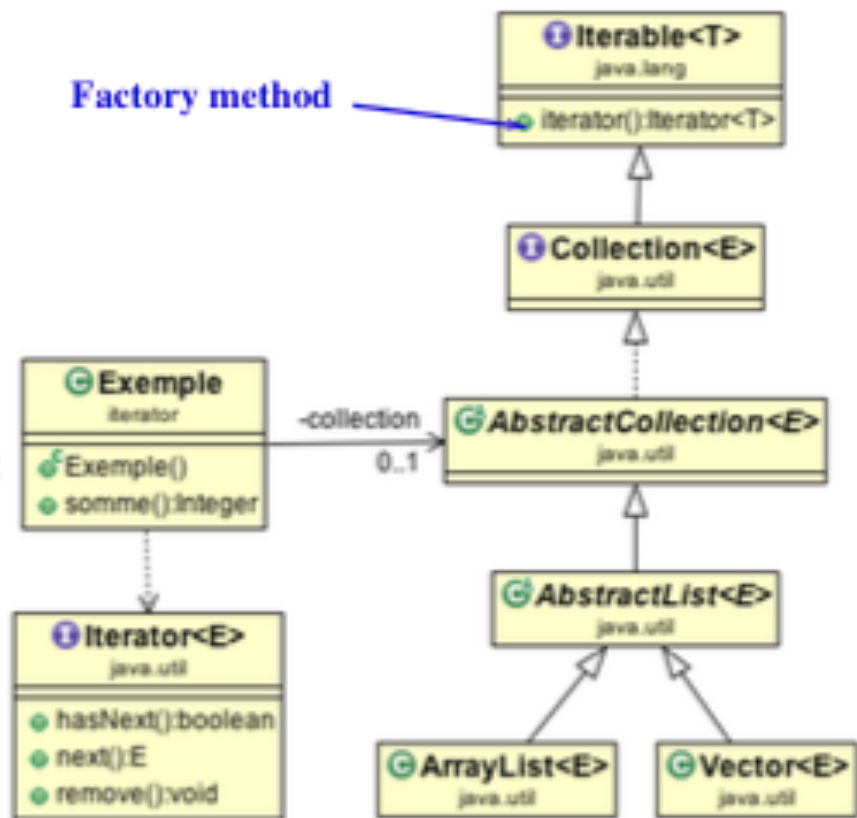 Factory method
Iterable<T>
java.lang
iterator():Iterator<T>
Collection<E>
java.util
Exemple
iterator
Exemple()
somme():Integer
-collection
0..1
AbstractCollection<E>
java.util
AbstractList<E>
java.util
Iterator<E>
java.util
hasNext():boolean
next():E
remove():void
ArrayList<E>
java.util
Vector<E>
java.util